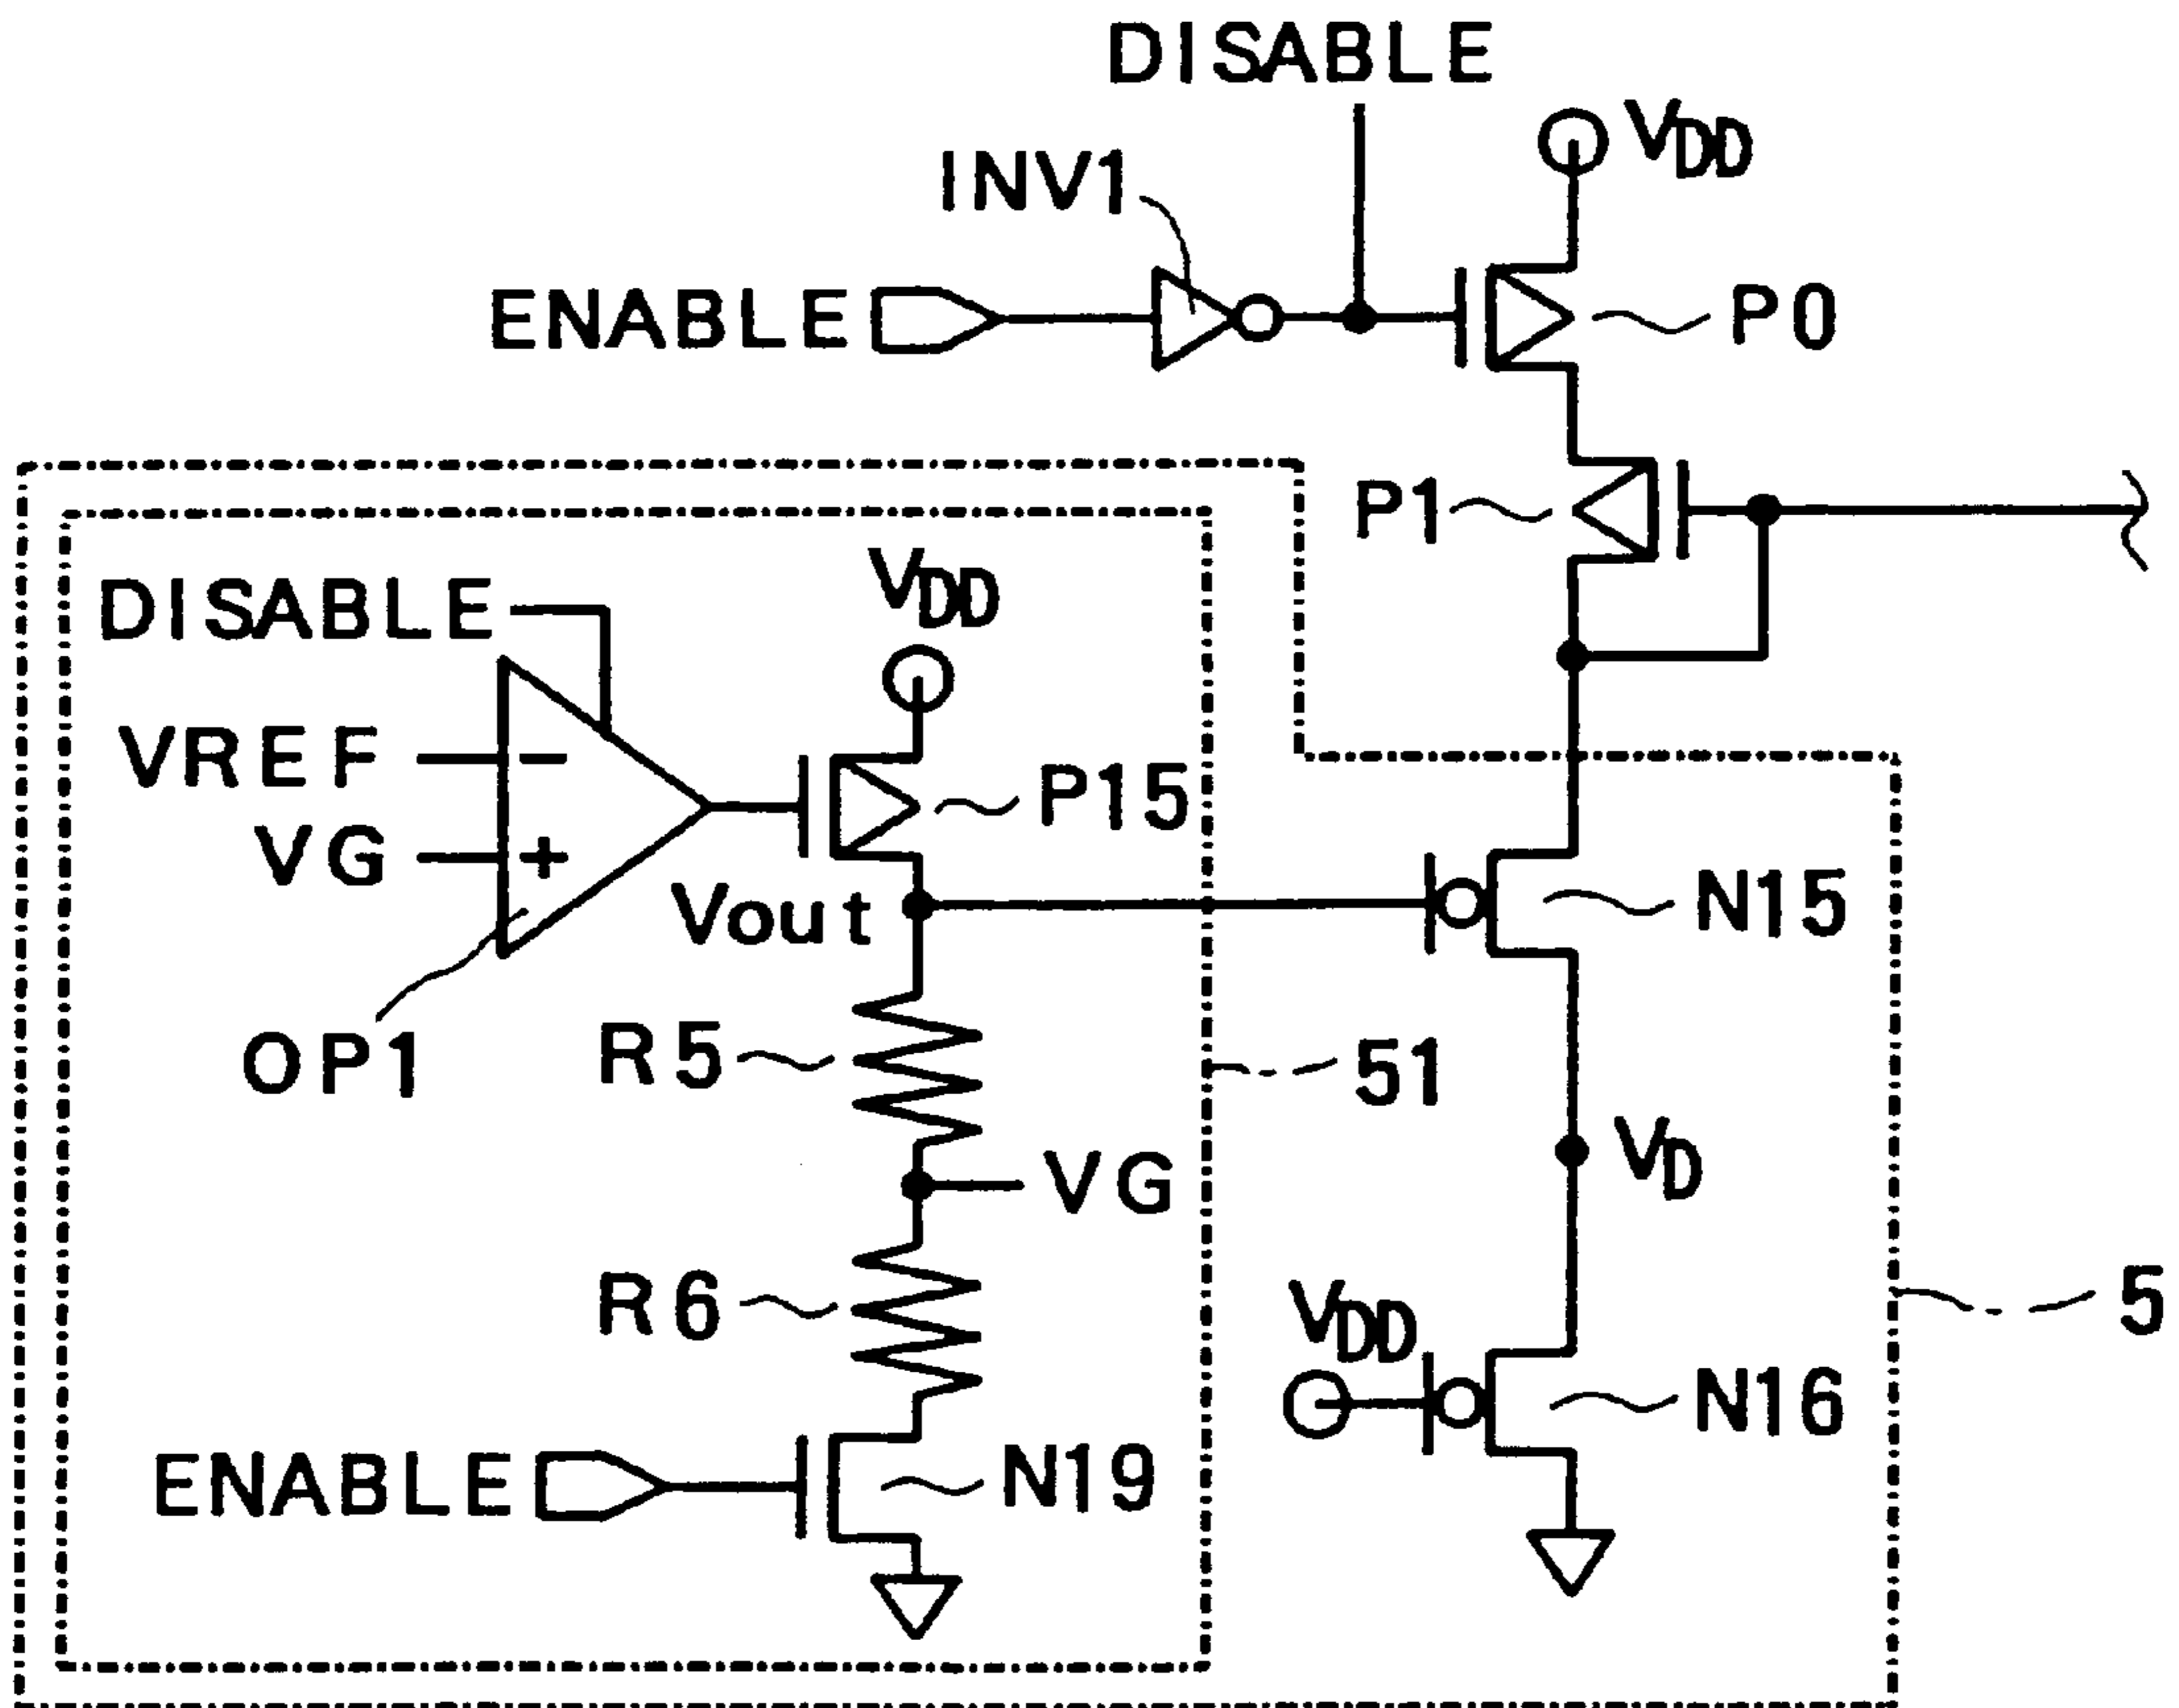 DISABLE
VDD
INV1
ENABLE
P0
P1
DISABLE
VDD
VREF
-
VG
+
P15
Vout
N15
OP1
R5
51
VD
VG
R6
VDD
5
N16
ENABLE
N19